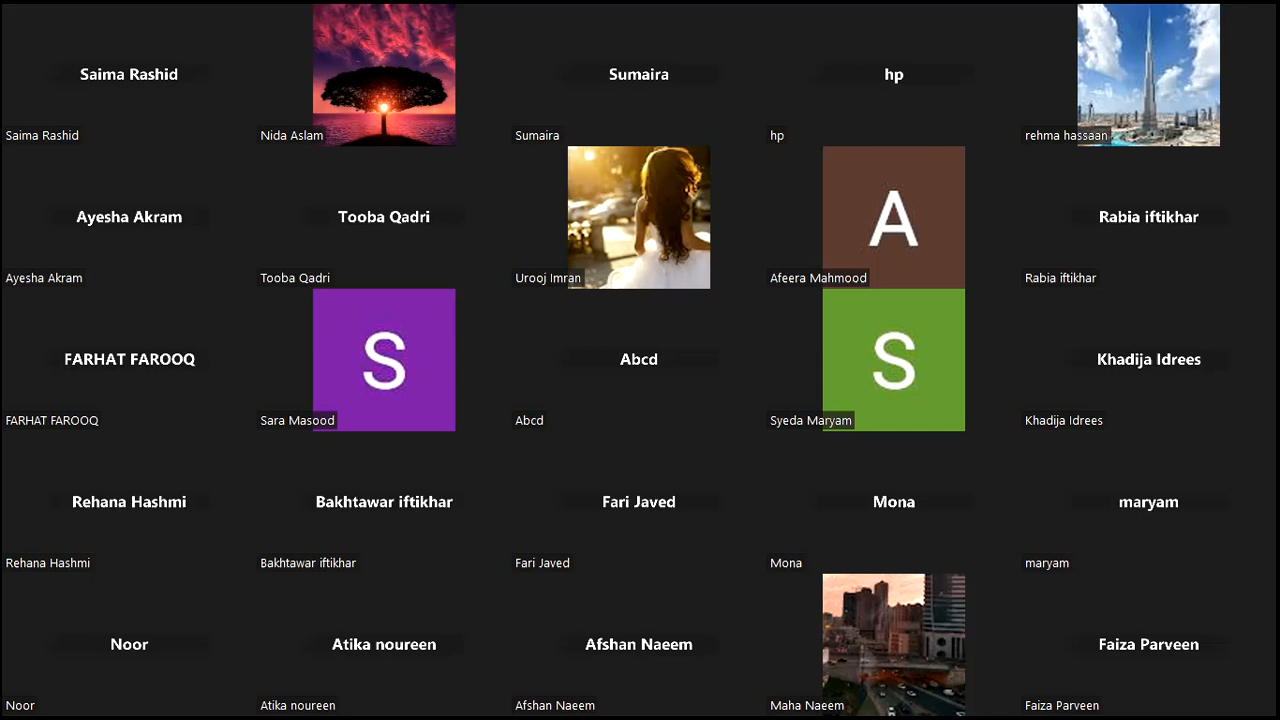 Saima Rashid
Saima Rashid
Nida Aslam
Sumaira
Sumaira
hp
hp
rehma hassaan
Ayesha Akram
Ayesha Akram
Tooba Qadri
Tooba Qadri
Urooj Imran
A
Afeera Mahmood
Rabia iftikhar
Rabia iftikhar
FARHAT FAROOQ
FARHAT FAROOQ
S
Sara Masood
Abcd
Abcd
S
Syeda Maryam
Khadija Idrees
Khadija Idrees
Rehana Hashmi
Rehana Hashmi
Bakhtawar iftikhar
Bakhtawar iftikhar
Fari Javed
Fari Javed
Mona
Mona
maryam
maryam
Noor
Noor
Atika noureen
Atika noureen
Afshan Naeem
Afshan Naeem
Maha Naeem
Faiza Parveen
Faiza Parveen